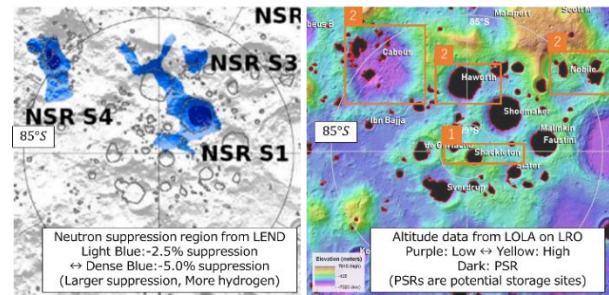 NSR
NSR S3
NSR S4
85°S
NSR S1
Neutron suppression region from LEND
Light Blue:-2.5% suppression
↔ Dense Blue:-5.0% suppression
(Larger suppression, More hydrogen)
Malapert
Scott M
85°S
2
Cabeus
2
Haworth
2
Nobile
Shoemaker
Ibn Bajja
85°S
Malinkin
Faustini
1
Shackleton
Slater
Sverdrup
Elevation (meters)
Altitude data from LOLA on LRO
Purple: Low ↔ Yellow: High
Dark: PSR
(PSRs are potential storage sites)